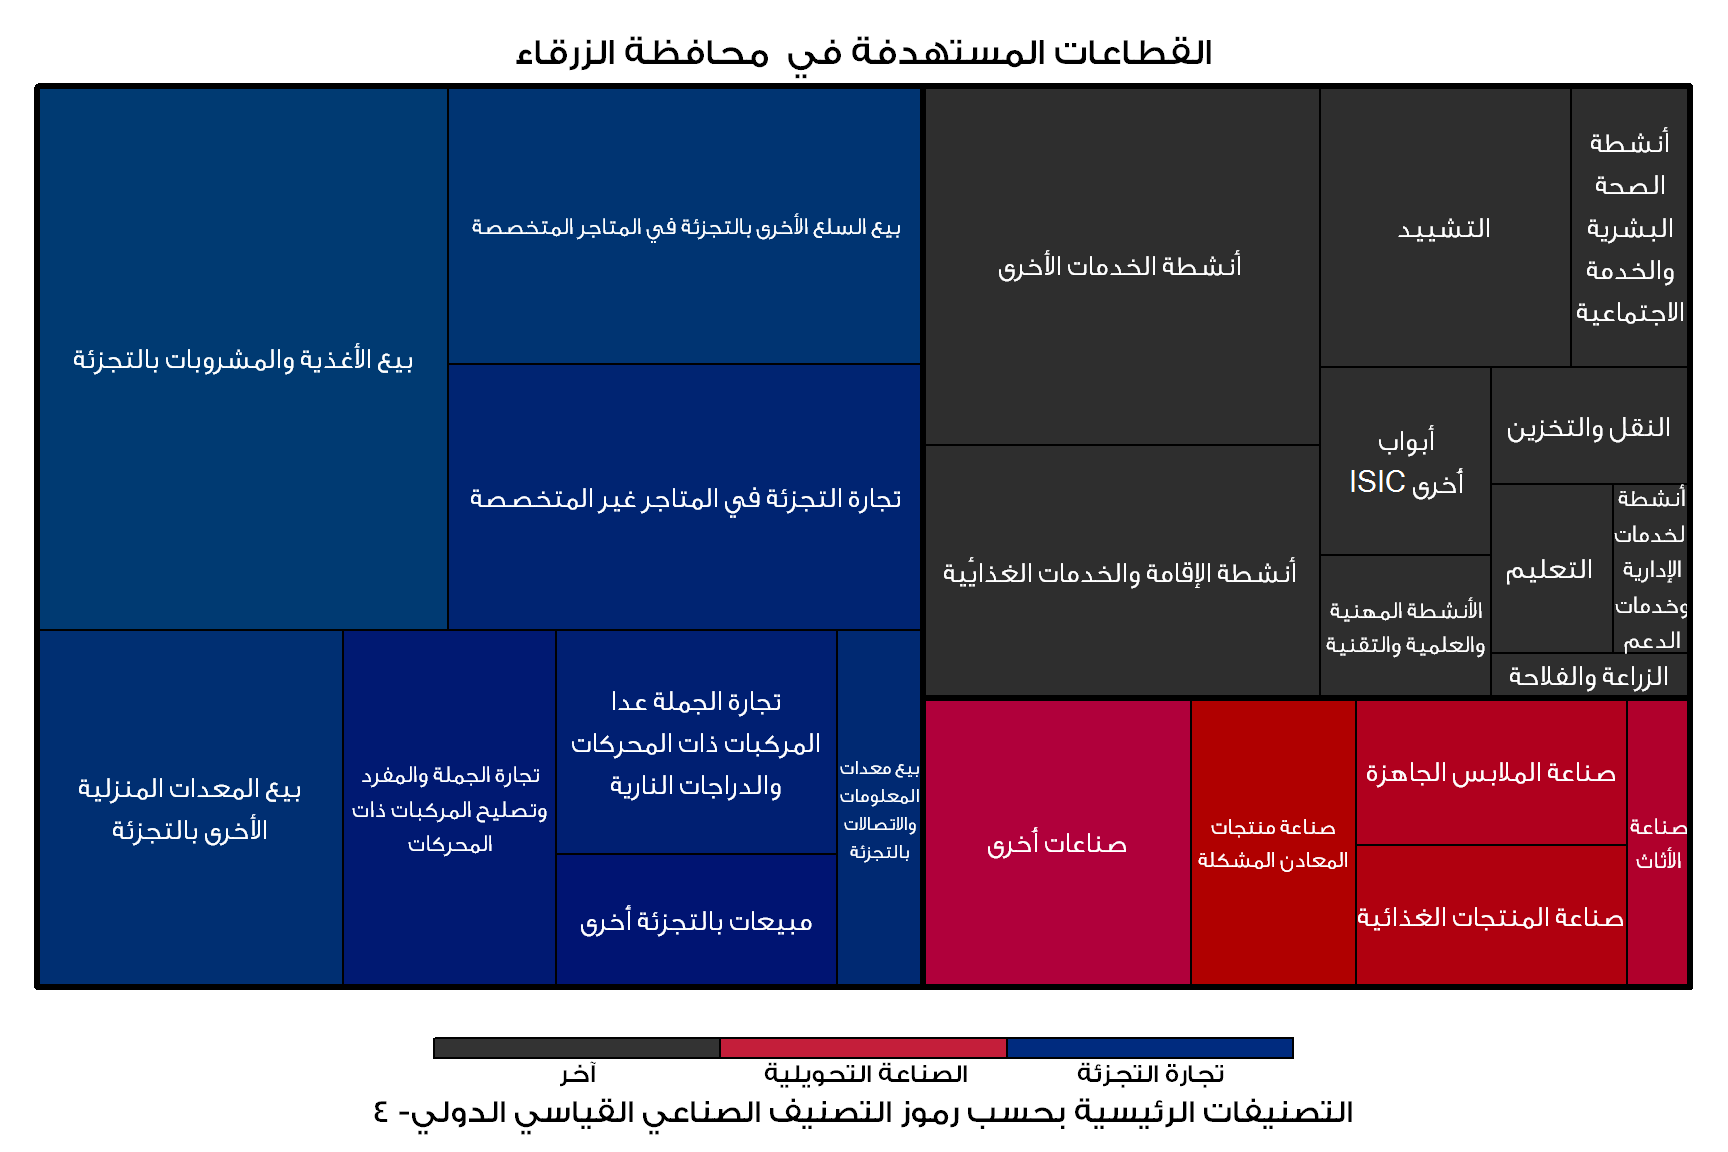 القطاعات المستهدفة في محافظة الزرقاء
أنشطة
الصحة
البشرية
والخدمة
الاجتماعية
التشييد
أنشطة الخدمات الأخرى
بيع السلع الأخرى بالتجزئة في المتاجر المتخصصة
بيع الأغذية والمشروبات بالتجزئة
النقل والتخزين
أبواب
أخرى ISIC
تجارة التجزئة في المتاجر غير المتخصصة
أنشطة
لخدمات
الإدارية
وخدمات
الدعم
التعليم
أنشطة الإقامة والخدمات الغذائية
الأنشطة المهنية
والعلمية والتقنية
الزراعة والفلاحة
صناعة
الأثاث
صناعة الملابس الجاهزة
صناعة المنتجات الغذائية
صناعة منتجات
المعادن المشكلة
صناعات أخرى
بيع معدات
المعلومات
والاتصالات
بالتجزئة
تجارة الجملة عدا
المركبات ذات المحركات
والدراجات النارية
مبيعات بالتجزئة أخرى
تجارة الجملة والمفرد
وتصليح المركبات ذات
المحركات
بيع المعدات المنزلية
الأخرى بالتجزئة
تجارة التجزئة
الصناعة التحويلية
آخر
التصنيفات الرئيسية بحسب رموز التصنيف الصناعي القياسي الدولي- ٤